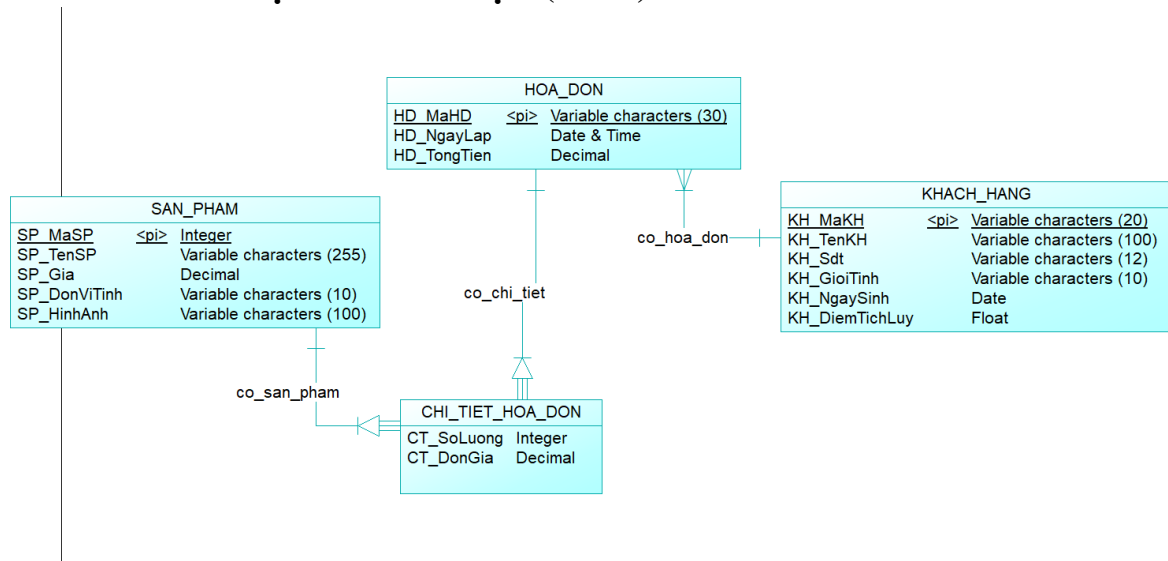 HOA_DON
HD_MaHD <pi> Variable characters (30)
HD_NgayLap Date & Time
HD_TongTien Decimal
SAN_PHAM
SP_MaSP <pi> Integer
SP_TenSP Variable characters (255)
SP_Gia Decimal
SP_DonViTinh Variable characters (10)
SP_HinhAnh Variable characters (100)
KHACH_HANG
KH_MaKH <pi> Variable characters (20)
KH_TenKH Variable characters (100)
KH_Sdt Variable characters (12)
KH_GioiTinh Variable characters (10)
KH_NgaySinh Date
KH_DiemTichLuy Float
co_hoa_don
co_chi_tiet
co_san_pham
CHI_TIET_HOA_DON
CT_SoLuong Integer
CT_DonGia Decimal